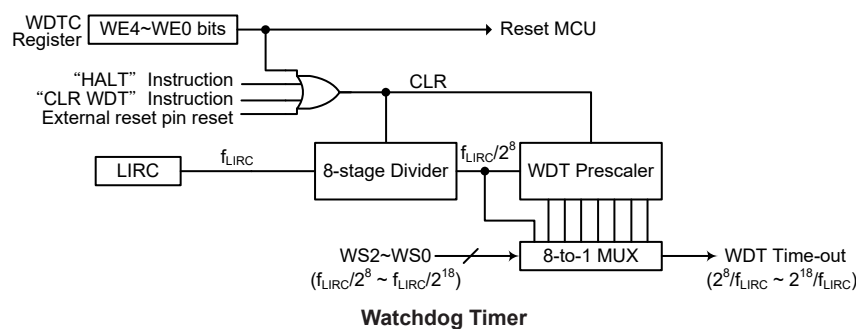 WDTC
Register
WE4~WE0 bits
Reset MCU
“HALT” Instruction
“CLR WDT” Instruction
External reset pin reset
CLR
LIRC
fLIRC
8-stage Divider
fLIRC/2⁸
WDT Prescaler
WS2~WS0
(fLIRC/2⁸ ~ fLIRC/2¹⁸)
8-to-1 MUX
WDT Time-out
(2⁸/fLIRC ~ 2¹⁸/fLIRC)
Watchdog Timer